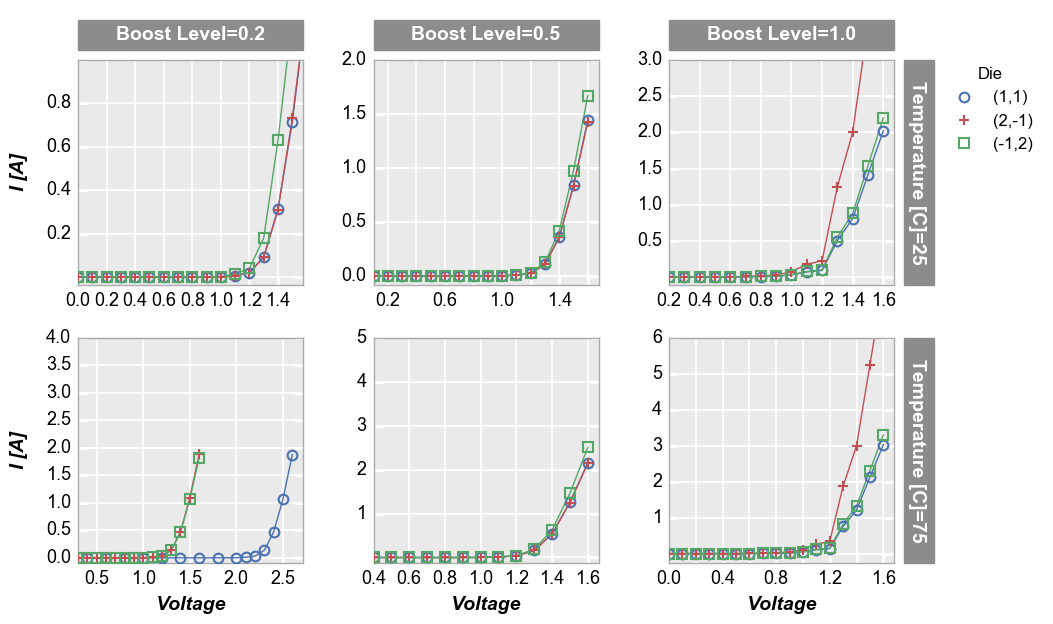 Boost Level=0.2 Boost Level=0.5 Boost Level=1.0
Die
(1,1)
(2,-1)
(-1,2)
I [A]
0.8
0.6
0.4
0.2
0.0 0.2 0.4 0.6 0.8 1.0 1.2 1.4
2.0
1.5
1.0
0.5
0.0
0.2 0.6 1.0 1.4
3.0
2.5
2.0
1.5
1.0
0.5
0.2 0.4 0.6 0.8 1.0 1.2 1.4 1.6
Temperature [C]=25
I [A]
4.0
3.5
3.0
2.5
2.0
1.5
1.0
0.5
0.0
0.5 1.0 1.5 2.0 2.5
Voltage
5
4
3
2
1
0.4 0.6 0.8 1.0 1.2 1.4 1.6
Voltage
6
5
4
3
2
1
0.0 0.4 0.8 1.2 1.6
Voltage
Temperature [C]=75